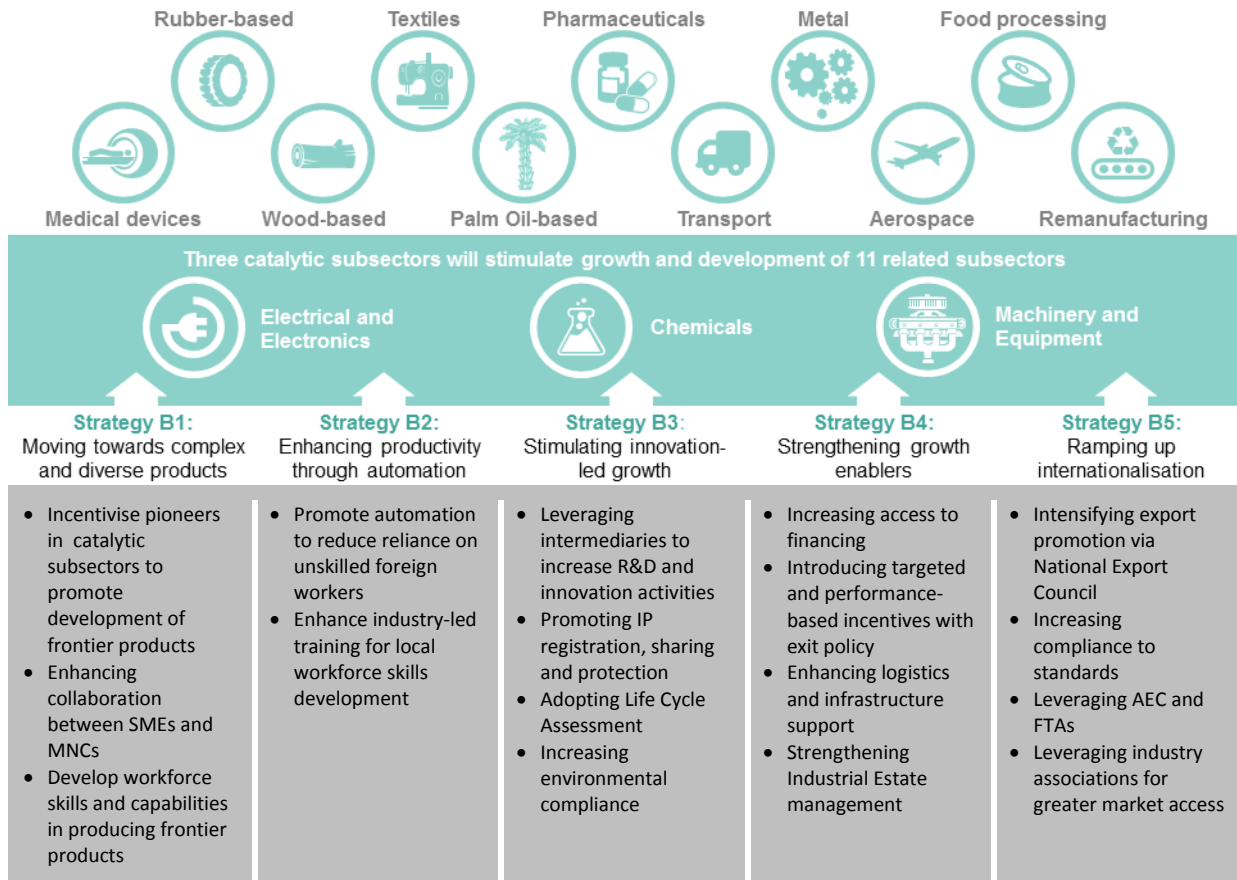 Rubber-based
Textiles
Pharmaceuticals
Metal
Food processing
Medical devices
Wood-based
Palm Oil-based
Transport
Aerospace
Remanufacturing
Three catalytic subsectors will stimulate growth and development of 11 related subsectors
Electrical and
Electronics
Chemicals
Machinery and
Equipment
Strategy B1:
Moving towards complex
and diverse products
Strategy B2:
Enhancing productivity
through automation
Strategy B3:
Stimulating innovation-
led growth
Strategy B4:
Strengthening growth
enablers
Strategy B5:
Ramping up
internationalisation
• Incentivise pioneers
in catalytic
subsectors to
promote
development of
frontier products
• Enhancing
collaboration
between SMEs and
MNCs
• Develop workforce
skills and capabilities
in producing frontier
products
• Promote automation
to reduce reliance on
unskilled foreign
workers
• Enhance industry-led
training for local
workforce skills
development
• Leveraging
intermediaries to
increase R&D and
innovation activities
• Promoting IP
registration, sharing
and protection
• Adopting Life Cycle
Assessment
• Increasing
environmental
compliance
• Increasing access to
financing
• Introducing targeted
and performance-
based incentives with
exit policy
• Enhancing logistics
and infrastructure
support
• Strengthening
Industrial Estate
management
• Intensifying export
promotion via
National Export
Council
• Increasing
compliance to
standards
• Leveraging AEC and
FTAs
• Leveraging industry
associations for
greater market access